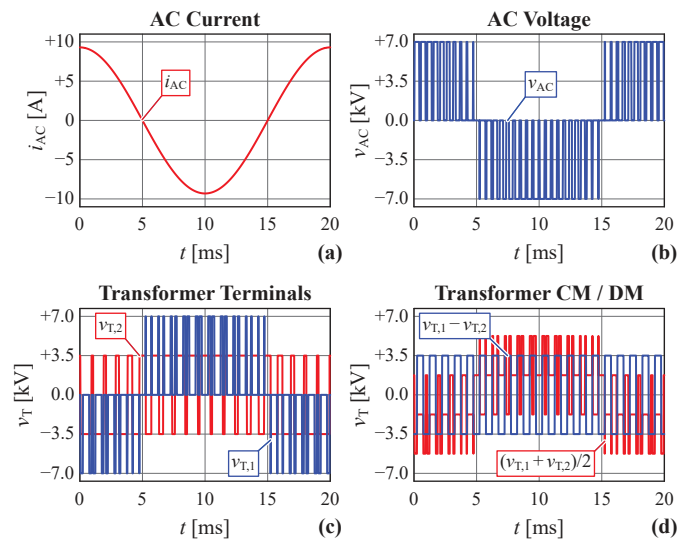 AC Current
AC Voltage
+10
+5
0
−5
−10
i_AC [A]
i_AC
0 5 10 15 20
t [ms]
(a)
+7.0
+3.5
0.0
−3.5
−7.0
v_AC [kV]
v_AC
0 5 10 15 20
t [ms]
(b)
Transformer Terminals
Transformer CM / DM
+7.0
+3.5
0.0
−3.5
−7.0
v_T [kV]
v_T,2
v_T,1
0 5 10 15 20
t [ms]
(c)
+7.0
+3.5
0.0
−3.5
−7.0
v_T [kV]
v_T,1 − v_T,2
(v_T,1 + v_T,2)/2
0 5 10 15 20
t [ms]
(d)